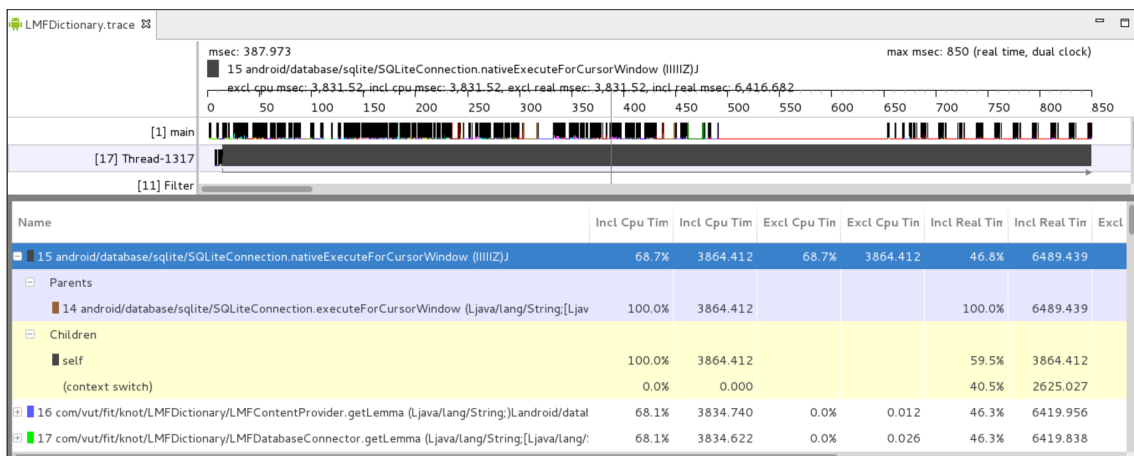 LMFDictionary.trace
msec: 387.973 max msec: 850 (real time, dual clock)
15 android/database/sqlite/SQLiteConnection.nativeExecuteForCursorWindow (IIIIIZ)J
excl cpu msec: 3,831.52, incl cpu msec: 3,831.52, excl real msec: 3,831.52, incl real msec: 6,416.682
0 50 100 150 200 250 300 350 400 450 500 550 600 650 700 750 800 850
[1] main
[17] Thread-1317
[11] Filter
Name Incl Cpu Tim Incl Cpu Tim Excl Cpu Tin Excl Cpu Tim Incl Real Tin Incl Real Tin Excl
15 android/database/sqlite/SQLiteConnection.nativeExecuteForCursorWindow (IIIIIZ)J 68.7% 3864.412 68.7% 3864.412 46.8% 6489.439
Parents
14 android/database/sqlite/SQLiteConnection.executeForCursorWindow (Ljava/lang/String;[Ljav 100.0% 3864.412 100.0% 6489.439
Children
self 100.0% 3864.412 59.5% 3864.412
(context switch) 0.0% 0.000 40.5% 2625.027
16 com/vut/fit/knot/LMFDictionary/LMFContentProvider.getLemma (Ljava/lang/String;)Landroid/datal 68.1% 3834.740 0.0% 0.012 46.3% 6419.956
17 com/vut/fit/knot/LMFDictionary/LMFDatabaseConnector.getLemma (Ljava/lang/String;[Ljava/lang/: 68.1% 3834.622 0.0% 0.026 46.3% 6419.838